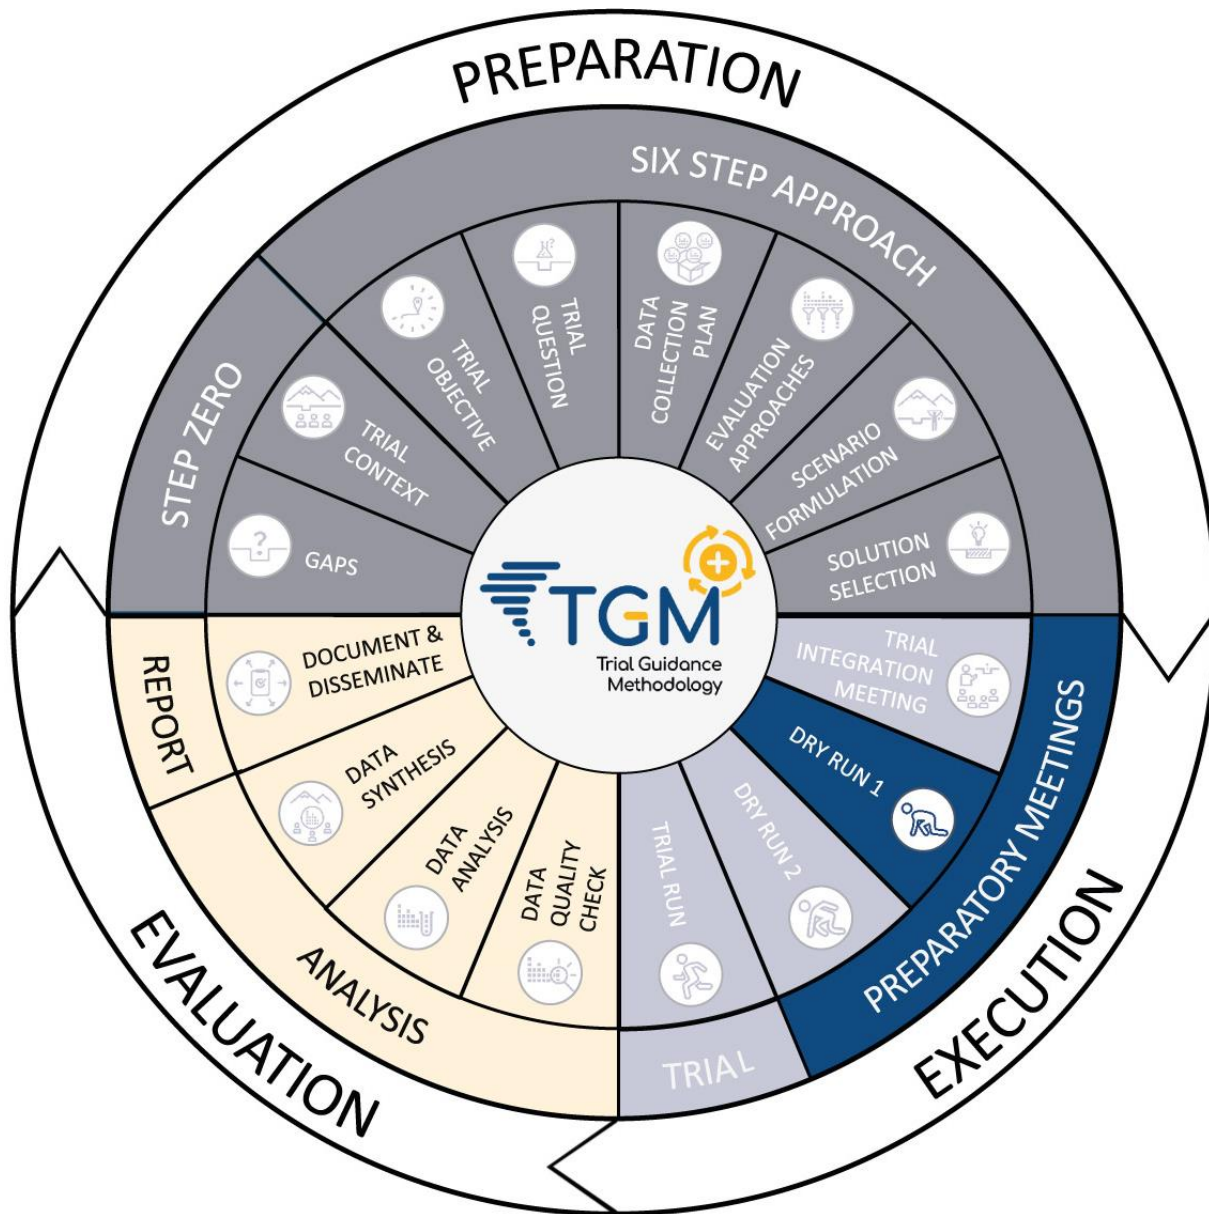 PREPARATION
SIX STEP APPROACH
STEP ZERO
GAPS
TRIAL
CONTEXT
TRIAL
OBJECTIVE
TRIAL
QUESTION
DATA
COLLECTION
PLAN
EVALUATION
APPROACHES
SCENARIO
FORMULATION
SOLUTION
SELECTION
TGM
Trial Guidance
Methodology
EXECUTION
PREPARATORY MEETINGS
TRIAL
INTEGRATION
MEETING
DRY RUN 1
DRY RUN 2
TRIAL
TRIAL RUN
EVALUATION
ANALYSIS
DATA
QUALITY
CHECK
DATA
ANALYSIS
DATA
SYNTHESIS
REPORT
DOCUMENT &
DISSEMINATE